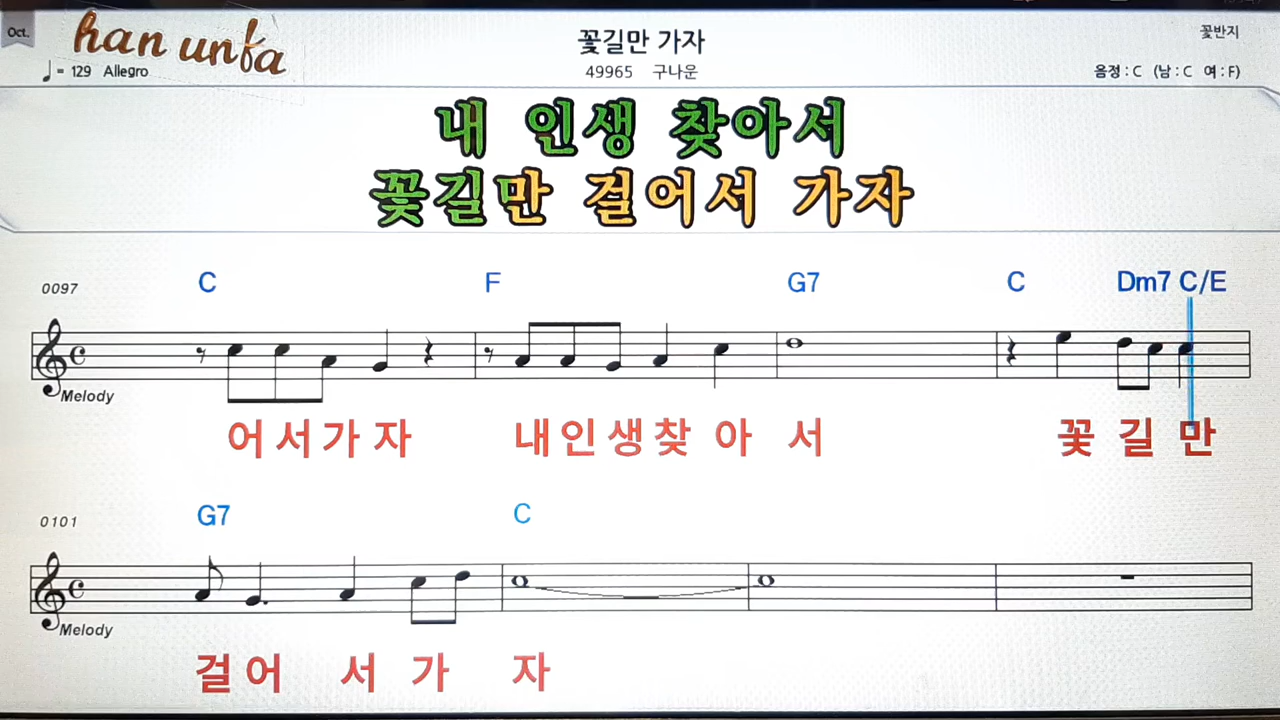 Oct.
han unfa
꽃길만 가자
꽃반지
♩= 129 Allegro
49965 구나운
음정 : C (남 : C 여 : F)
내 인생 찾아서
꽃길만 걸어서 가자
0097
C F G7 C Dm7 C/E
Melody
어 서 가 자 내 인 생 찾 아 서 꽃 길 만
0101
G7 C
Melody
걸 어 서 가 자